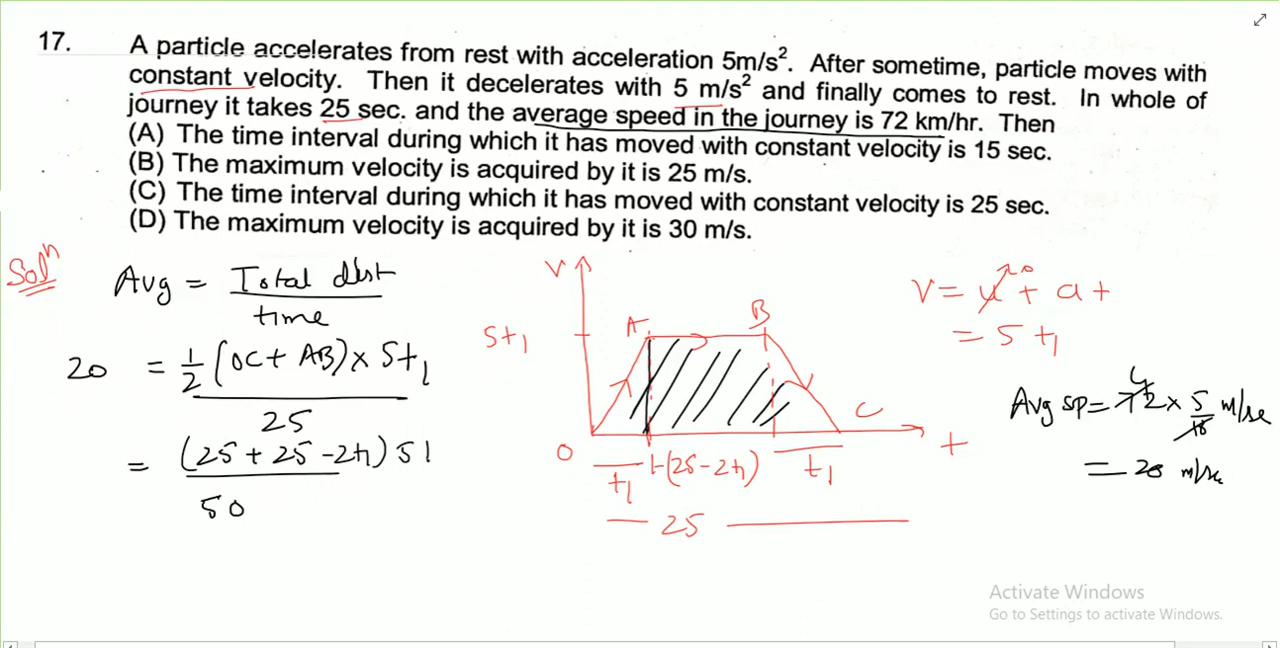 17.
A particle accelerates from rest with acceleration 5m/s². After sometime, particle moves with
constant velocity. Then it decelerates with 5 m/s² and finally comes to rest. In whole of
journey it takes 25 sec. and the average speed in the journey is 72 km/hr. Then
(A) The time interval during which it has moved with constant velocity is 15 sec.
(B) The maximum velocity is acquired by it is 25 m/s.
(C) The time interval during which it has moved with constant velocity is 25 sec.
(D) The maximum velocity is acquired by it is 30 m/s.
Solⁿ
Avg = Total dist / time
20 = ½ (OC + AB) × 5t₁ / 25
= (25 + 25 - 2t₁) 5t / 50
V
5t₁
A
B
C
O
t
t₁
(25-2t₁)
t₁
25
V = u + at
= 5t₁
Avg sp = 72 × 5/18 m/sec
= 20 m/sec
Activate Windows
Go to Settings to activate Windows.